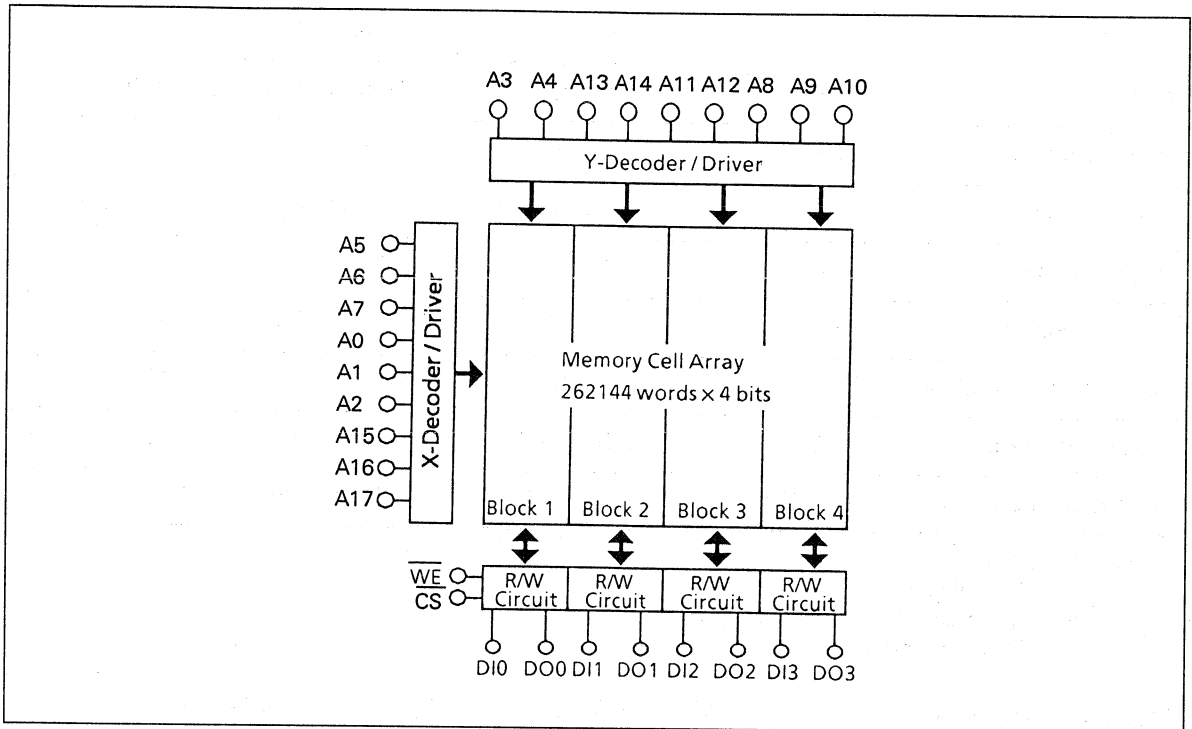 A3 A4 A13 A14 A11 A12 A8 A9 A10
Y-Decoder / Driver
A5
A6
A7
A0
A1
A2
A15
A16
A17
X-Decoder / Driver
Memory Cell Array
262144 words × 4 bits
Block 1 Block 2 Block 3 Block 4
W̅E̅
C̅S̅
R/W Circuit
R/W Circuit
R/W Circuit
R/W Circuit
DI0 DO0 DI1 DO1 DI2 DO2 DI3 DO3